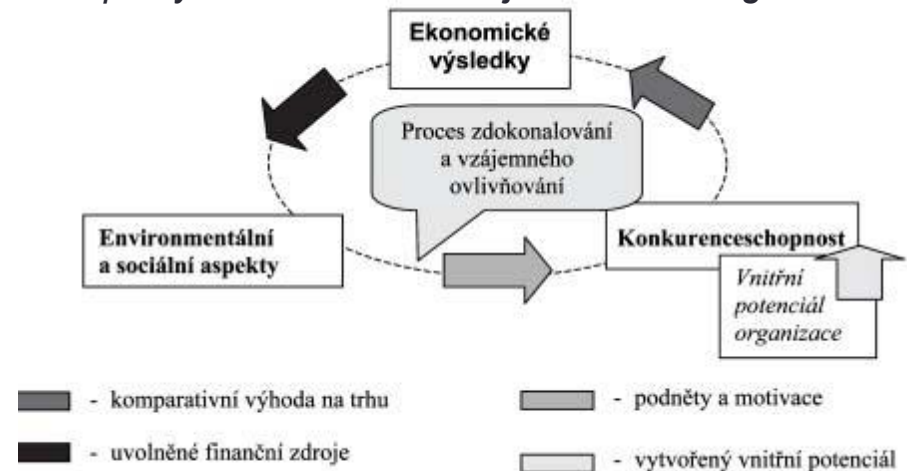 Ekonomické
výsledky
Proces zdokonalování
a vzájemného
ovlivňování
Environmentální
a sociální aspekty
Konkurenceschopnost
Vnitřní
potenciál
organizace
- komparativní výhoda na trhu
- podněty a motivace
- uvolněné finanční zdroje
- vytvořený vnitřní potenciál